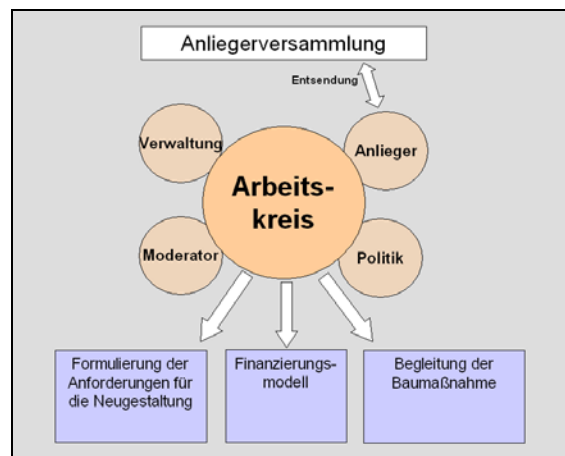 Anliegerversammlung
Entsendung
Verwaltung
Anlieger
Arbeits-
kreis
Moderator
Politik
Formulierung der
Anforderungen für
die Neugestaltung
Finanzierungs-
modell
Begleitung der
Baumaßnahme